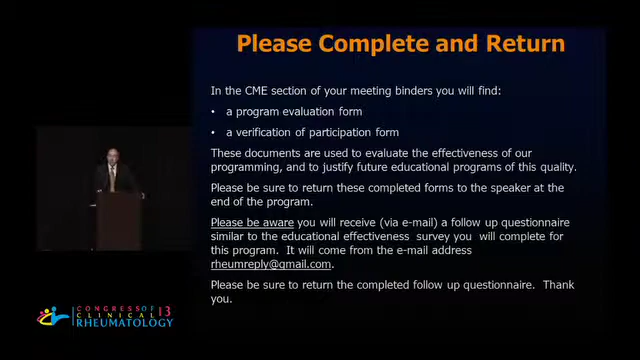 Please Complete and Return
In the CME section of your meeting binders you will find:
• a program evaluation form
• a verification of participation form
These documents are used to evaluate the effectiveness of our
programming, and to justify future educational programs of this quality.
Please be sure to return these completed forms to the speaker at the
end of the program.
Please be aware you will receive (via e-mail) a follow up questionnaire
similar to the educational effectiveness survey you will complete for
this program. It will come from the e-mail address
rheumreply@gmail.com.
Please be sure to return the completed follow up questionnaire. Thank
you.
CONGRESS OF 13
CLINICAL
RHEUMATOLOGY